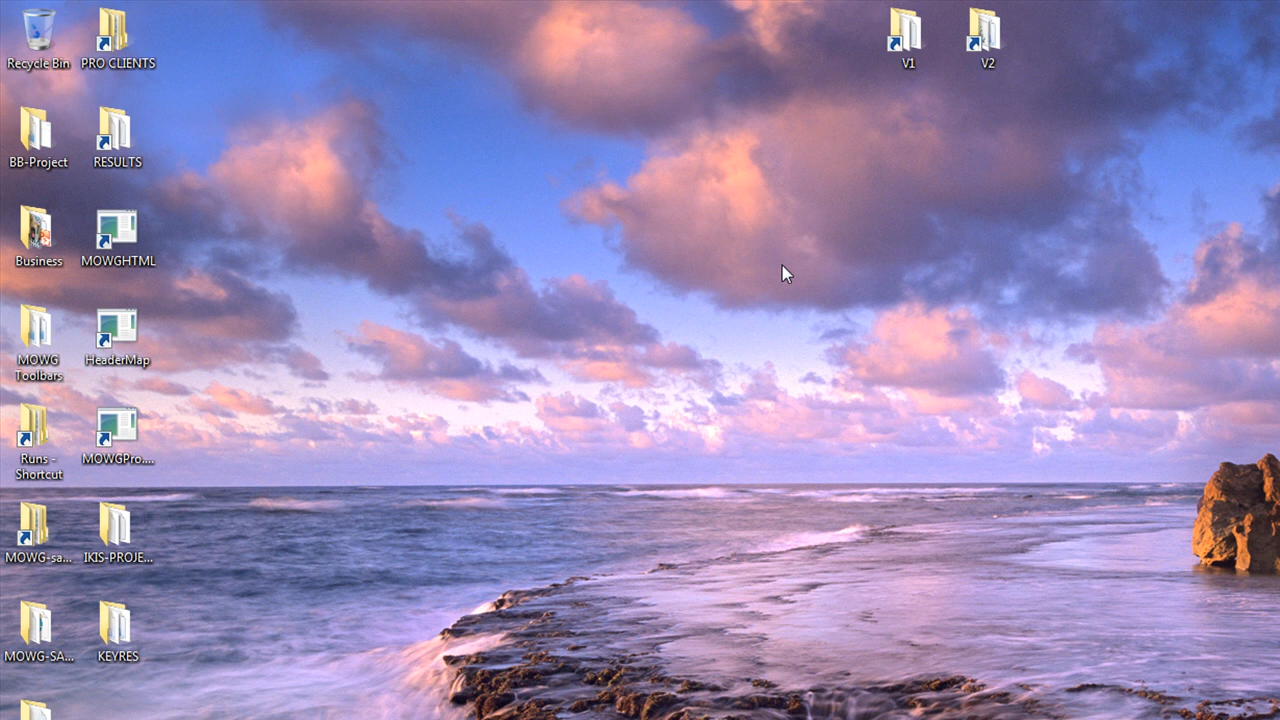 Recycle Bin
PRO CLIENTS
V1
V2
BB-Project
RESULTS
Business
MOWGHTML
MOWG
Toolbars
HeaderMap
Runs -
Shortcut
MOWGPro....
MOWG-sa...
IKIS-PROJE...
MOWG-SA...
KEYRES